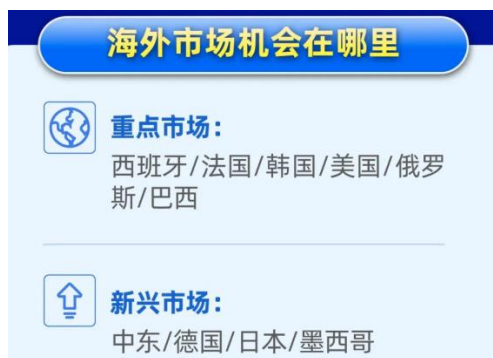 海外市场机会在哪里
重点市场：
西班牙/法国/韩国/美国/俄罗
斯/巴西
新兴市场：
中东/德国/日本/墨西哥